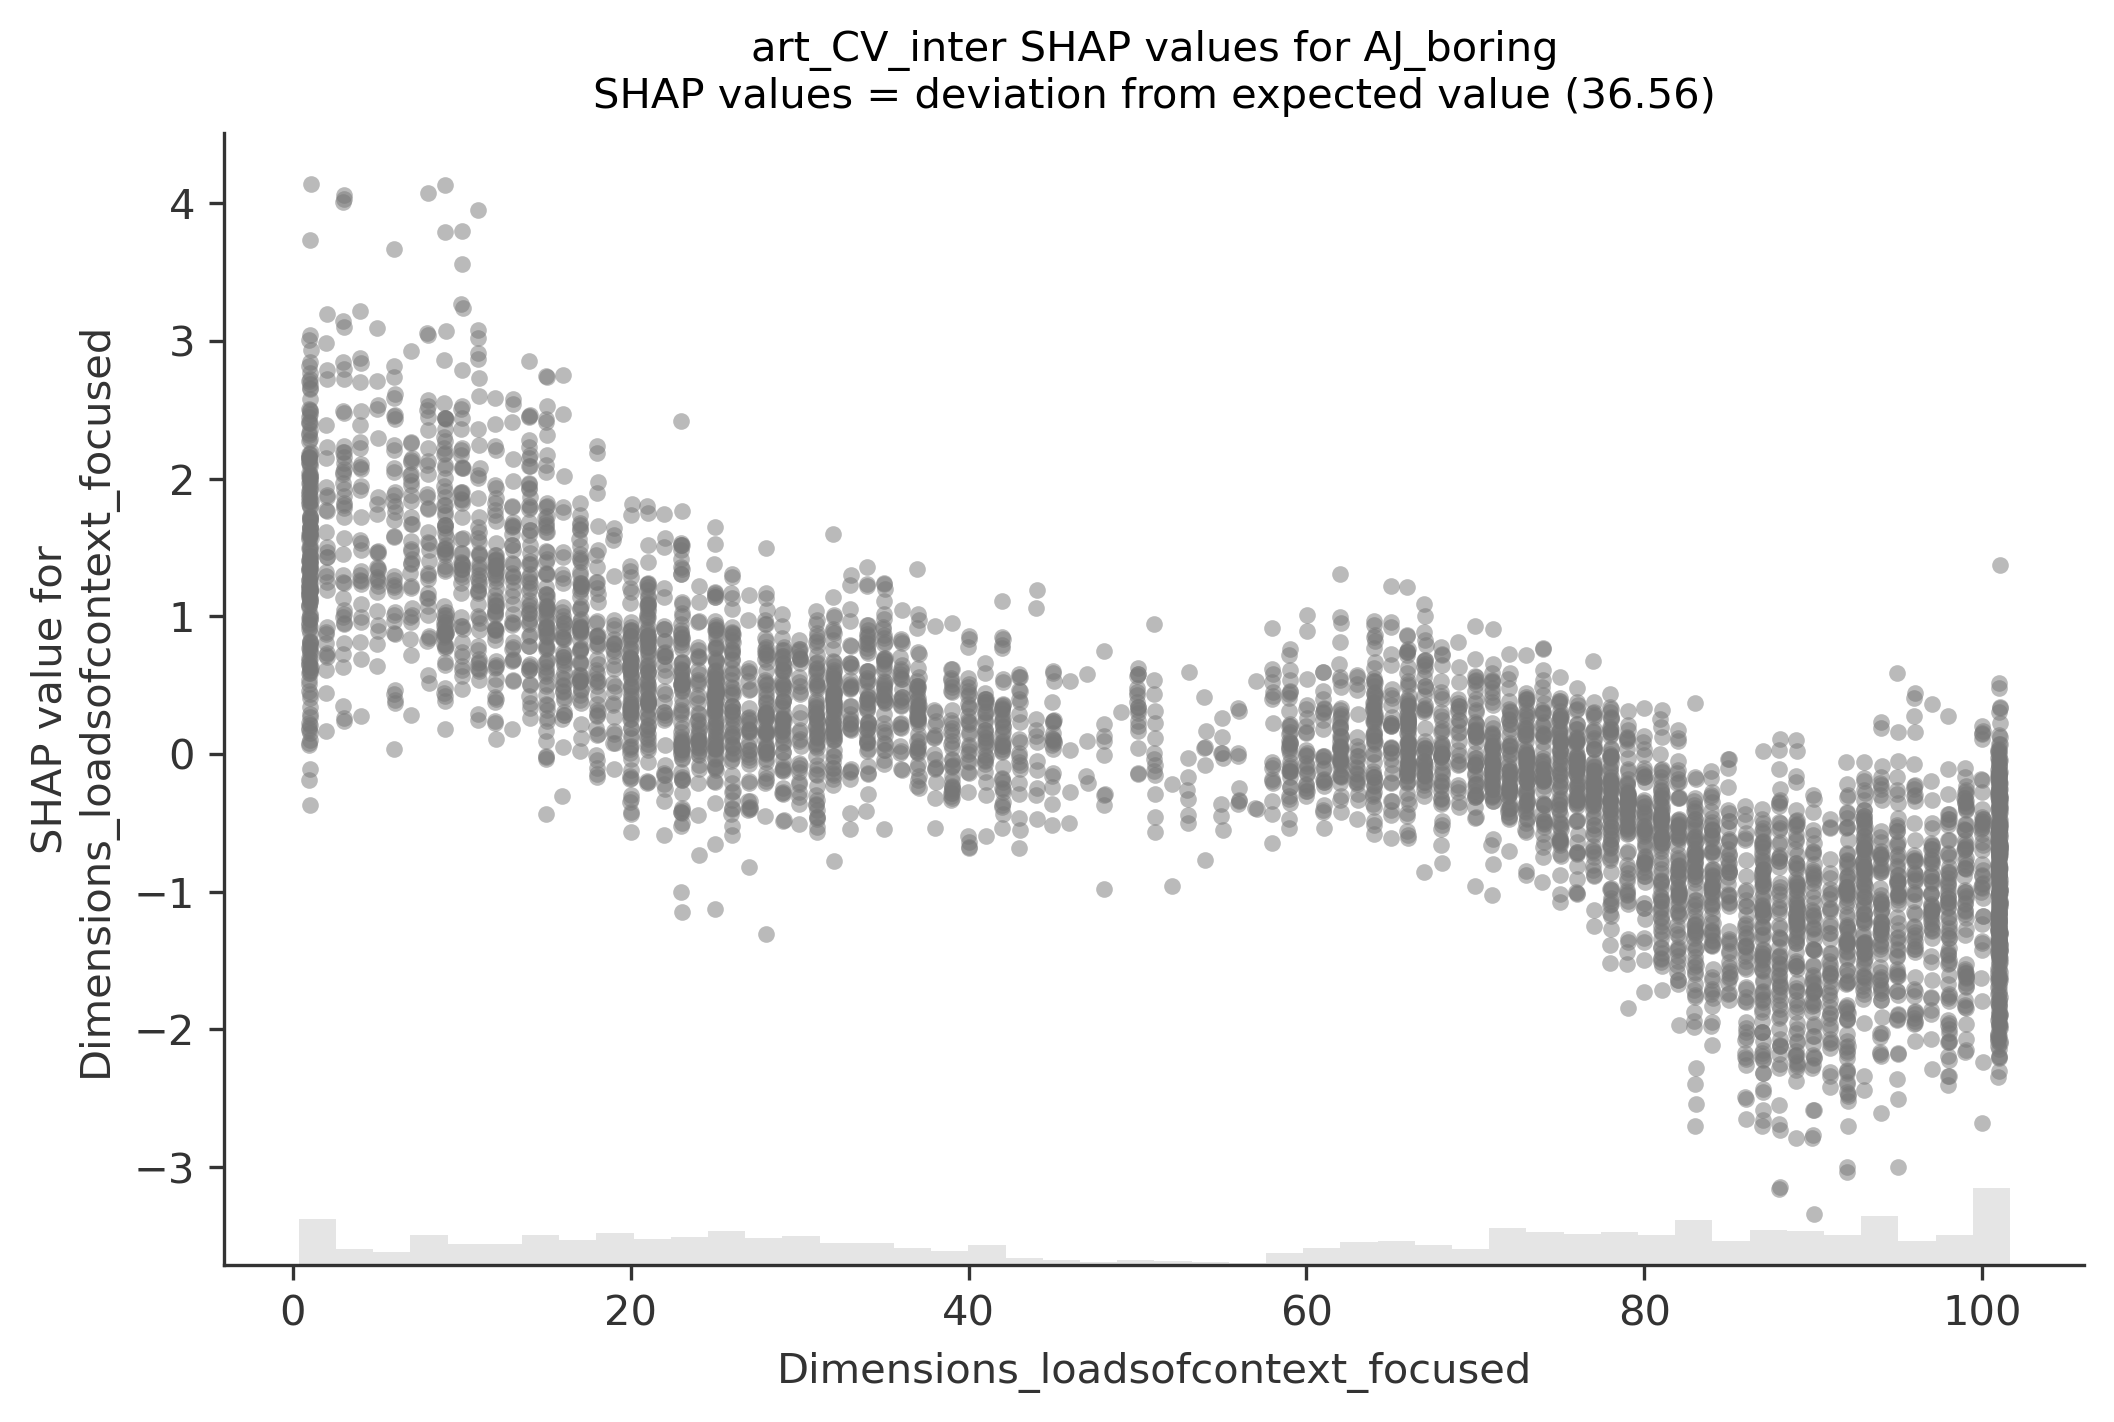 art_CV_inter SHAP values for AJ_boring
SHAP values = deviation from expected value (36.56)
SHAP value for
Dimensions_loadsofcontext_focused
4
3
2
1
0
−1
−2
−3
0
20
40
60
80
100
Dimensions_loadsofcontext_focused